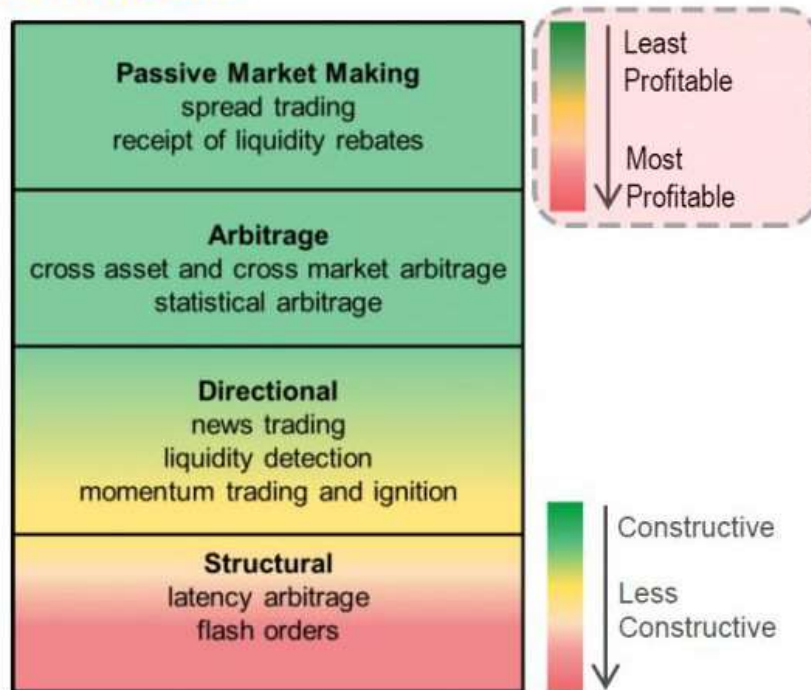 Passive Market Making
spread trading
receipt of liquidity rebates
Arbitrage
cross asset and cross market arbitrage
statistical arbitrage
Directional
news trading
liquidity detection
momentum trading and ignition
Structural
latency arbitrage
flash orders
Least
Profitable
Most
Profitable
Constructive
Less
Constructive